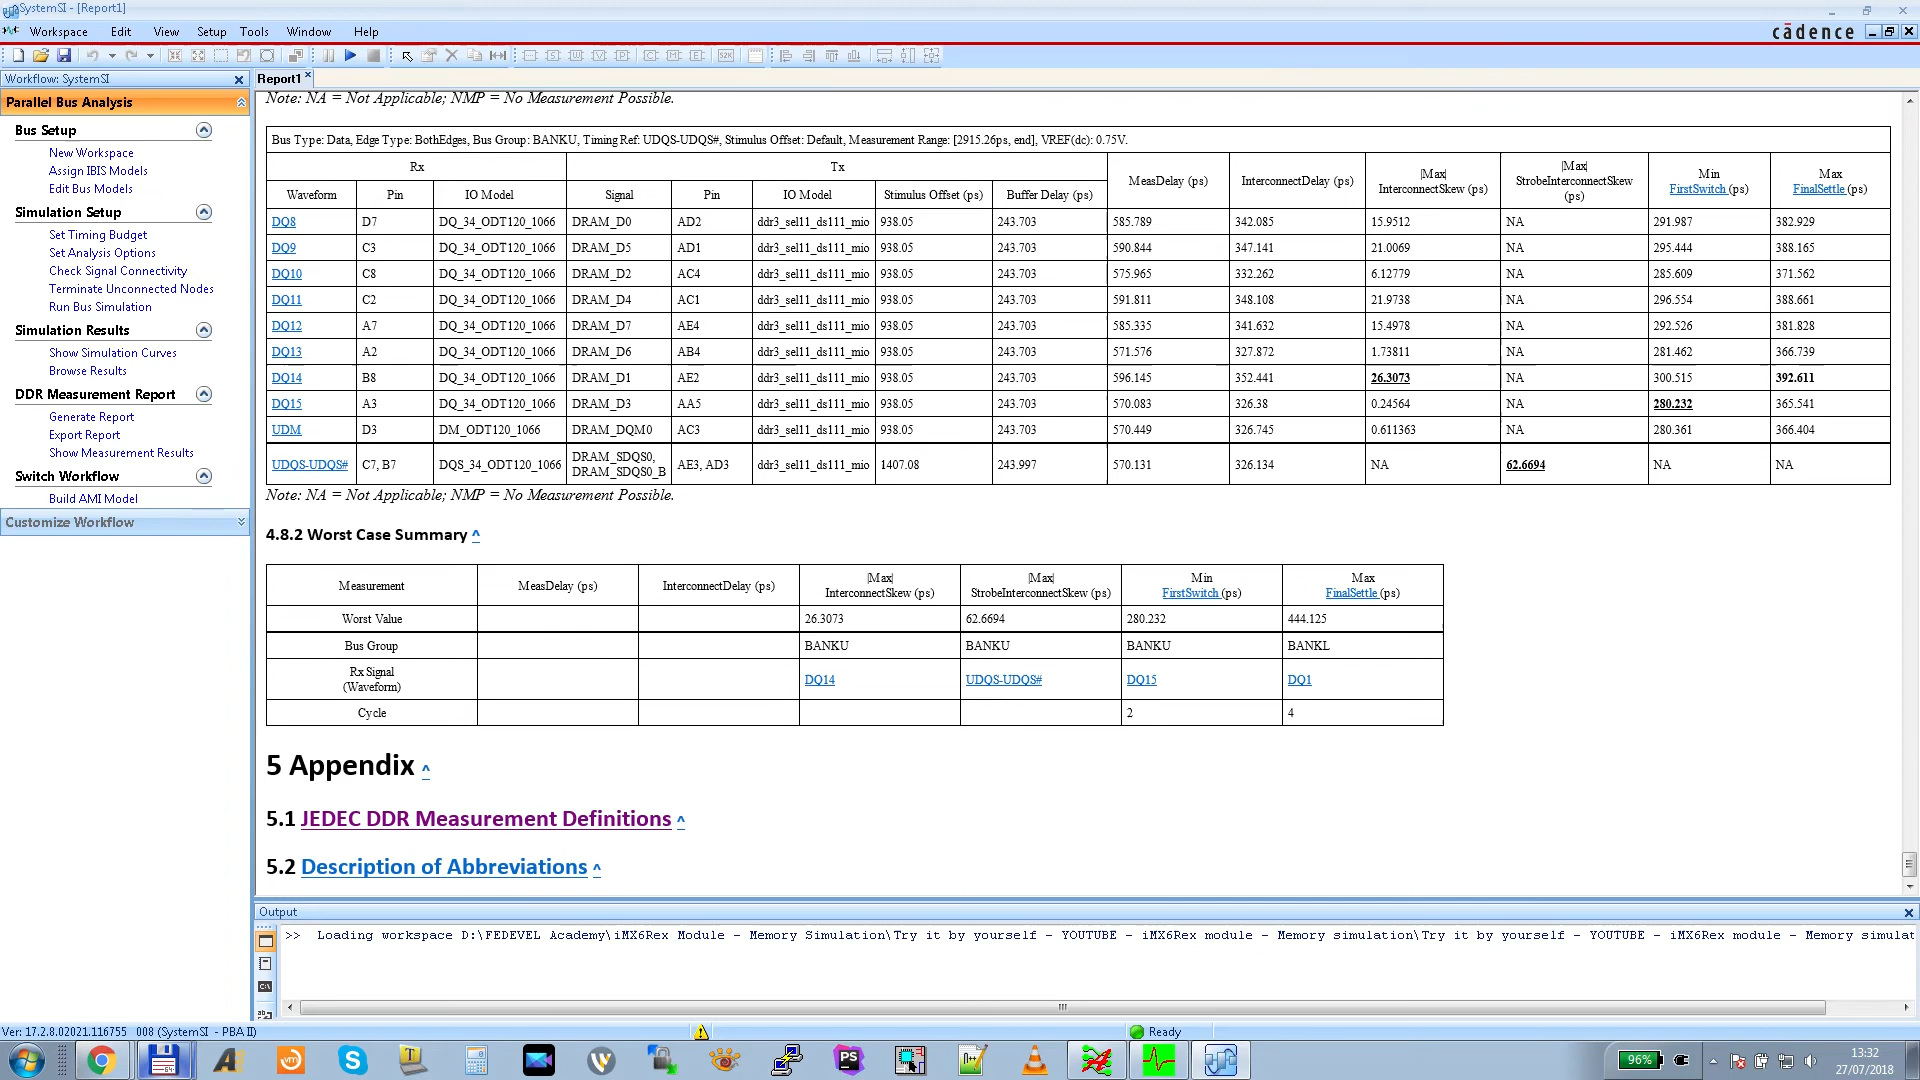 SystemSI - [Report1]
Workspace Edit View Setup Tools Window Help
cādence
Workflow: SystemSI
Parallel Bus Analysis
Bus Setup
New Workspace
Assign IBIS Models
Edit Bus Models
Simulation Setup
Set Timing Budget
Set Analysis Options
Check Signal Connectivity
Terminate Unconnected Nodes
Run Bus Simulation
Simulation Results
Show Simulation Curves
Browse Results
DDR Measurement Report
Generate Report
Export Report
Show Measurement Results
Switch Workflow
Build AMI Model
Customize Workflow
Report1
Note: NA = Not Applicable; NMP = No Measurement Possible.
Bus Type: Data, Edge Type: BothEdges, Bus Group: BANKU, Timing Ref: UDQS-UDQS#, Stimulus Offset: Default, Measurement Range: [2915.26ps, end], VREF(dc): 0.75V.
Rx Tx MeasDelay (ps) InterconnectDelay (ps) |Max| InterconnectSkew (ps) |Max| StrobeInterconnectSkew (ps) Min FirstSwitch (ps) Max FinalSettle (ps)
Waveform Pin IO Model Signal Pin IO Model Stimulus Offset (ps) Buffer Delay (ps)
DQ8 D7 DQ_34_ODT120_1066 DRAM_D0 AD2 ddr3_sel11_ds111_mio 938.05 243.703 585.789 342.085 15.9512 NA 291.987 382.929
DQ9 C3 DQ_34_ODT120_1066 DRAM_D5 AD1 ddr3_sel11_ds111_mio 938.05 243.703 590.844 347.141 21.0069 NA 295.444 388.165
DQ10 C8 DQ_34_ODT120_1066 DRAM_D2 AC4 ddr3_sel11_ds111_mio 938.05 243.703 575.965 332.262 6.12779 NA 285.609 371.562
DQ11 C2 DQ_34_ODT120_1066 DRAM_D4 AC1 ddr3_sel11_ds111_mio 938.05 243.703 591.811 348.108 21.9738 NA 296.554 388.661
DQ12 A7 DQ_34_ODT120_1066 DRAM_D7 AE4 ddr3_sel11_ds111_mio 938.05 243.703 585.335 341.632 15.4978 NA 292.526 381.828
DQ13 A2 DQ_34_ODT120_1066 DRAM_D6 AB4 ddr3_sel11_ds111_mio 938.05 243.703 571.576 327.872 1.73811 NA 281.462 366.739
DQ14 B8 DQ_34_ODT120_1066 DRAM_D1 AE2 ddr3_sel11_ds111_mio 938.05 243.703 596.145 352.441 26.3073 NA 300.515 392.611
DQ15 A3 DQ_34_ODT120_1066 DRAM_D3 AA5 ddr3_sel11_ds111_mio 938.05 243.703 570.083 326.38 0.24564 NA 280.232 365.541
UDM D3 DM_ODT120_1066 DRAM_DQM0 AC3 ddr3_sel11_ds111_mio 938.05 243.703 570.449 326.745 0.611363 NA 280.361 366.404
UDQS-UDQS# C7, B7 DQS_34_ODT120_1066 DRAM_SDQS0, DRAM_SDQS0_B AE3, AD3 ddr3_sel11_ds111_mio 1407.08 243.997 570.131 326.134 NA 62.6694 NA NA
Note: NA = Not Applicable; NMP = No Measurement Possible.
4.8.2 Worst Case Summary ^
Measurement MeasDelay (ps) InterconnectDelay (ps) |Max| InterconnectSkew (ps) |Max| StrobeInterconnectSkew (ps) Min FirstSwitch (ps) Max FinalSettle (ps)
Worst Value 26.3073 62.6694 280.232 444.125
Bus Group BANKU BANKU BANKU BANKL
Rx Signal (Waveform) DQ14 UDQS-UDQS# DQ15 DQ1
Cycle 2 4
5 Appendix ^
5.1 JEDEC DDR Measurement Definitions ^
5.2 Description of Abbreviations ^
Output
>> Loading workspace D:\FEDEVEL Academy\iMX6Rex Module - Memory Simulation\Try it by yourself - YOUTUBE - iMX6Rex module - Memory simulation\Try it by yourself - YOUTUBE - iMX6Rex module - Memory simulat
Ver: 17.2.8.02021.116755 008 (SystemSI - PBA II)
Ready
96%
13:32
27/07/2018